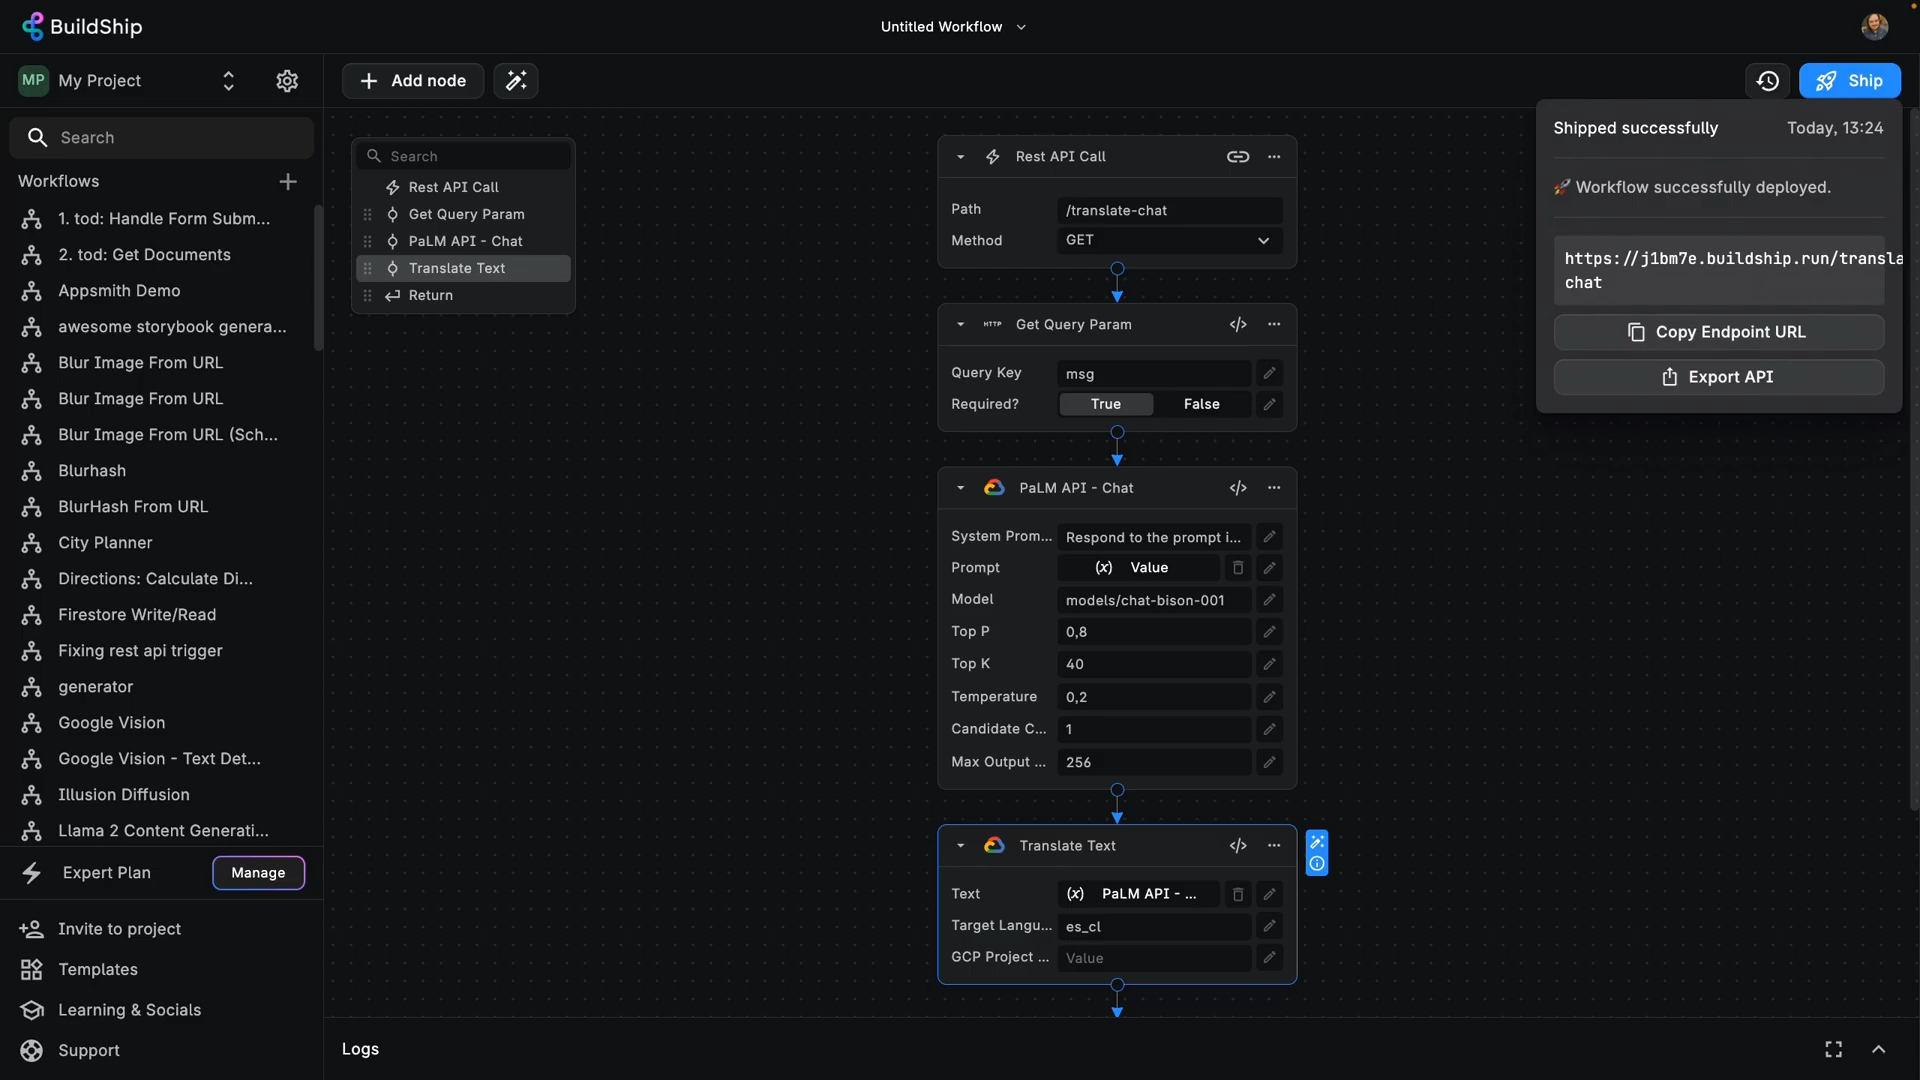 BuildShip
Untitled Workflow
MP My Project
Add node
Ship
Search
Workflows
1. tod: Handle Form Subm...
2. tod: Get Documents
Appsmith Demo
awesome storybook genera...
Blur Image From URL
Blur Image From URL
Blur Image From URL (Sch...
Blurhash
BlurHash From URL
City Planner
Directions: Calculate Di...
Firestore Write/Read
Fixing rest api trigger
generator
Google Vision
Google Vision - Text Det...
Illusion Diffusion
Llama 2 Content Generati...
Expert Plan Manage
Invite to project
Templates
Learning & Socials
Support
Search
Rest API Call
Get Query Param
PaLM API - Chat
Translate Text
Return
Rest API Call
Path /translate-chat
Method GET
HTTP Get Query Param
Query Key msg
Required? True False
PaLM API - Chat
System Prom... Respond to the prompt i...
Prompt (x) Value
Model models/chat-bison-001
Top P 0,8
Top K 40
Temperature 0,2
Candidate C... 1
Max Output ... 256
Translate Text
Text (x) PaLM API - ...
Target Langu... es_cl
GCP Project ... Value
Shipped successfully Today, 13:24
🚀 Workflow successfully deployed.
https://j1bm7e.buildship.run/transla
chat
Copy Endpoint URL
Export API
Logs